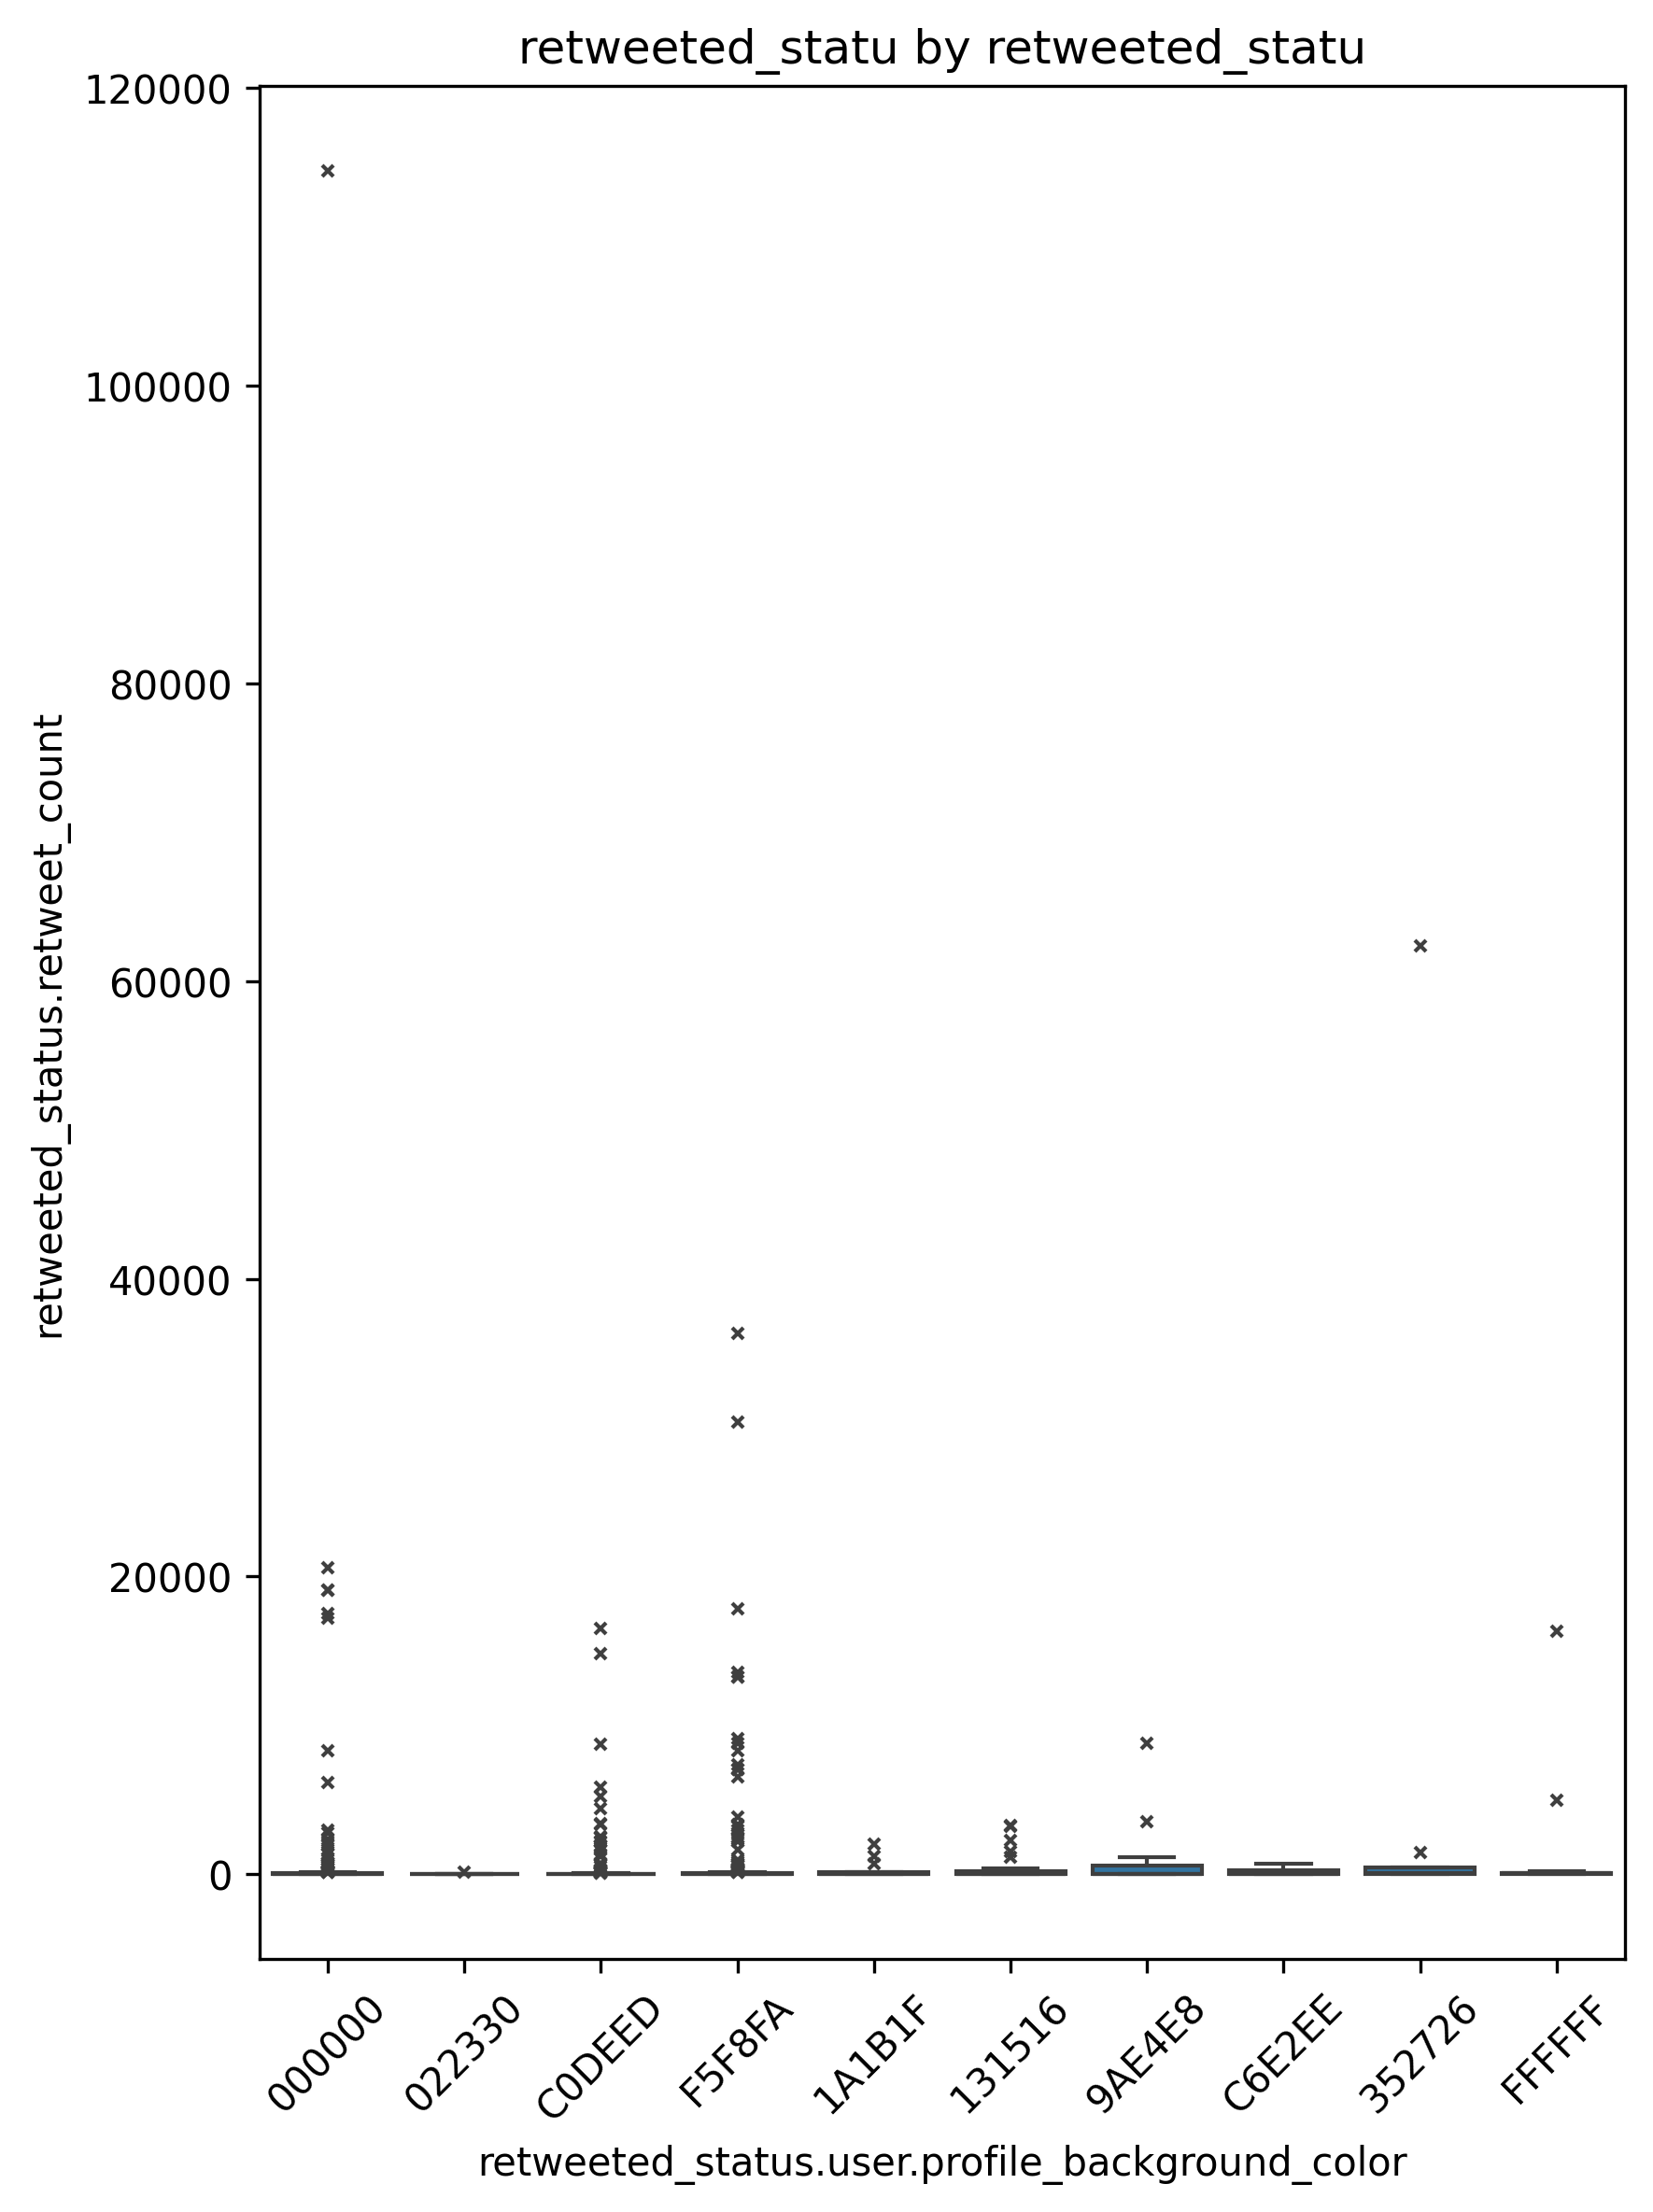 retweeted_statu by retweeted_statu
120000
100000
80000
60000
40000
20000
0
retweeted_status.retweet_count
000000
022330
C0DEED
F5F8FA
1A1B1F
131516
9AE4E8
C6E2EE
352726
FFFFFF
retweeted_status.user.profile_background_color